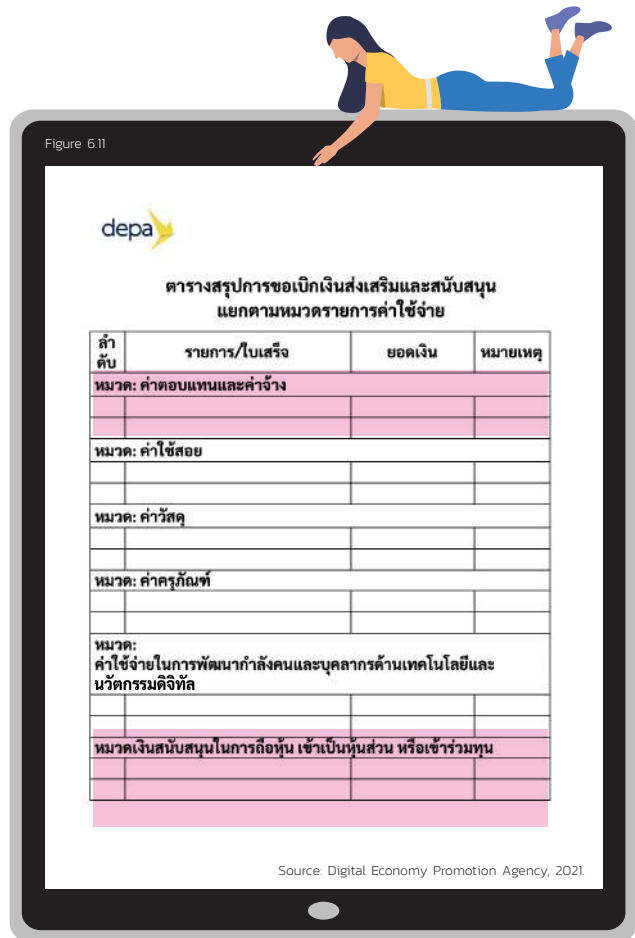 Figure 6.11
depa
ตารางสรุปการขอเบิกเงินส่งเสริมและสนับสนุน
แยกตามหมวดรายการค่าใช้จ่าย
ลำ
ดับ
รายการ/ใบเสร็จ
ยอดเงิน
หมายเหตุ
หมวด: ค่าตอบแทนและค่าจ้าง
หมวด: ค่าใช้สอย
หมวด: ค่าวัสดุ
หมวด: ค่าครุภัณฑ์
หมวด:
ค่าใช้จ่ายในการพัฒนากำลังคนและบุคลากรด้านเทคโนโลยีและ
นวัตกรรมดิจิทัล
หมวดเงินสนับสนุนในการถือหุ้น เข้าเป็นหุ้นส่วน หรือเข้าร่วมทุน
Source: Digital Economy Promotion Agency, 2021.